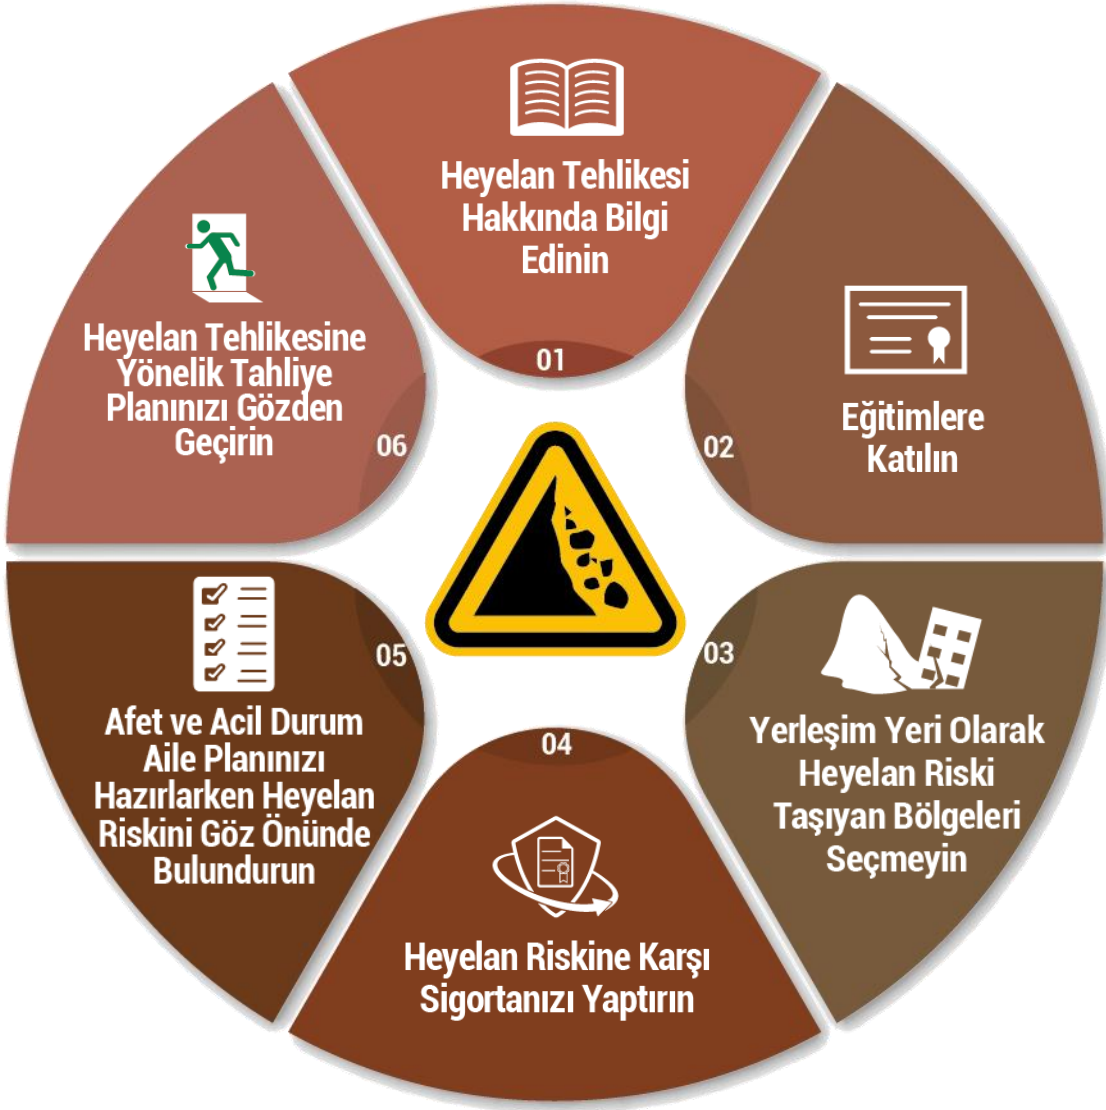 Heyelan Tehlikesi
Hakkında Bilgi
Edinin
01
Eğitimlere
Katılın
02
03
Yerleşim Yeri Olarak
Heyelan Riski
Taşıyan Bölgeleri
Seçmeyin
04
Heyelan Riskine Karşı
Sigortanızı Yaptırın
05
Afet ve Acil Durum
Aile Planınızı
Hazırlarken Heyelan
Riskini Göz Önünde
Bulundurun
Heyelan Tehlikesine
Yönelik Tahliye
Planınızı Gözden
Geçirin
06